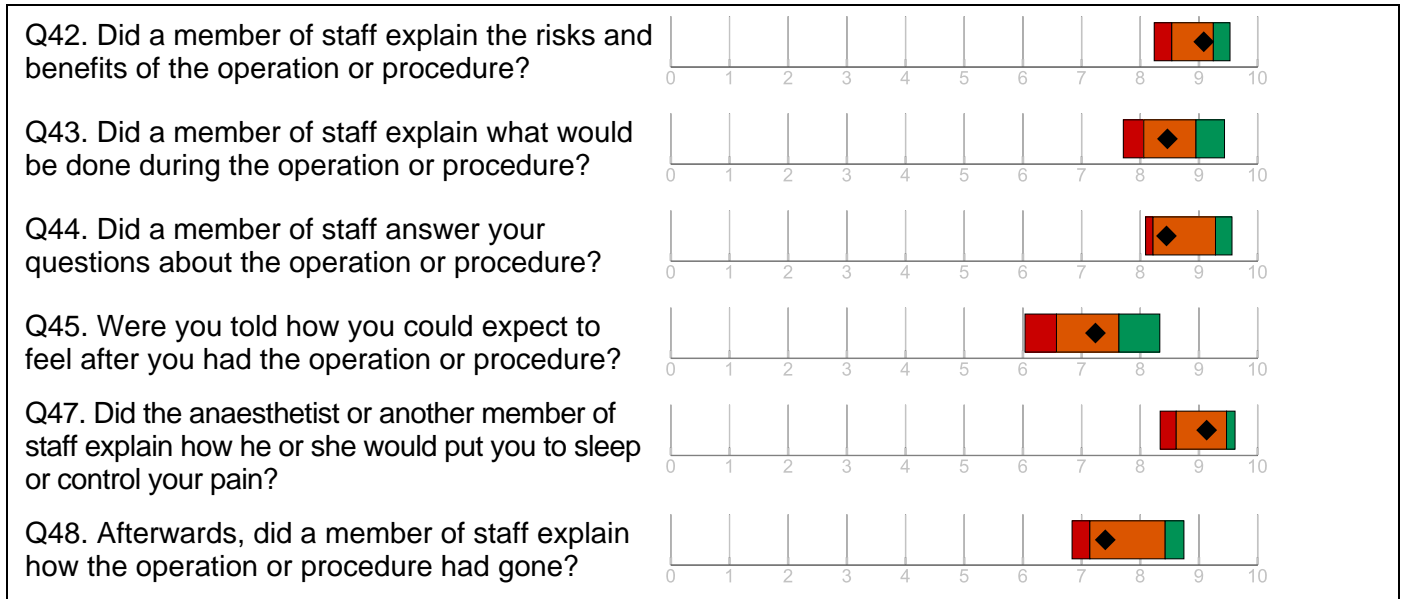 Q42. Did a member of staff explain the risks and
benefits of the operation or procedure?
0 1 2 3 4 5 6 7 8 9 10
Q43. Did a member of staff explain what would
be done during the operation or procedure?
0 1 2 3 4 5 6 7 8 9 10
Q44. Did a member of staff answer your
questions about the operation or procedure?
0 1 2 3 4 5 6 7 8 9 10
Q45. Were you told how you could expect to
feel after you had the operation or procedure?
0 1 2 3 4 5 6 7 8 9 10
Q47. Did the anaesthetist or another member of
staff explain how he or she would put you to sleep
or control your pain?
0 1 2 3 4 5 6 7 8 9 10
Q48. Afterwards, did a member of staff explain
how the operation or procedure had gone?
0 1 2 3 4 5 6 7 8 9 10